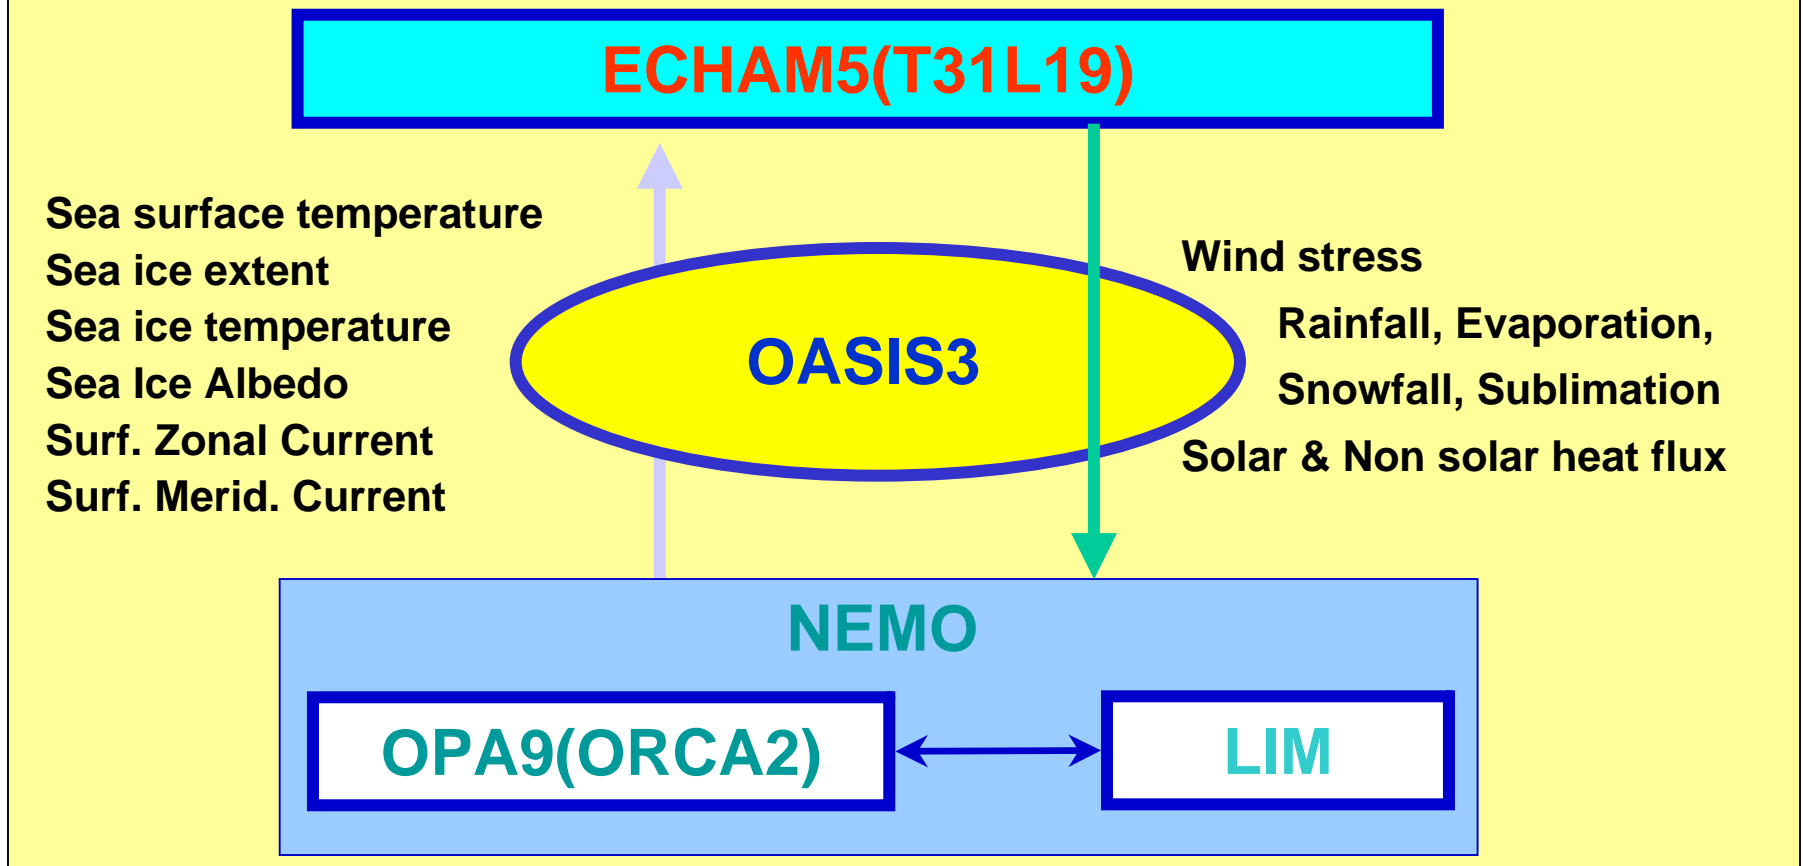 ECHAM5(T31L19)
Sea surface temperature
Sea ice extent
Sea ice temperature
Sea Ice Albedo
Surf. Zonal Current
Surf. Merid. Current
OASIS3
Wind stress
Rainfall, Evaporation,
Snowfall, Sublimation
Solar & Non solar heat flux
NEMO
OPA9(ORCA2)
LIM